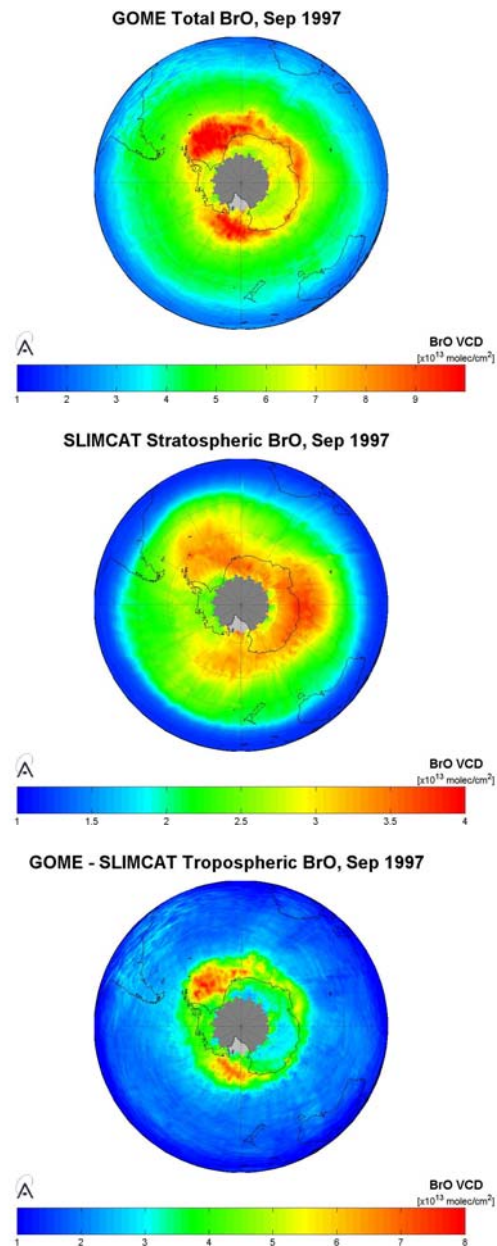 GOME Total BrO, Sep 1997
BrO VCD
[x10¹³ molec/cm²]
1 2 3 4 5 6 7 8 9
SLIMCAT Stratospheric BrO, Sep 1997
BrO VCD
[x10¹³ molec/cm²]
1 1.5 2 2.5 3 3.5 4
GOME - SLIMCAT Tropospheric BrO, Sep 1997
BrO VCD
[x10¹³ molec/cm²]
1 2 3 4 5 6 7 8